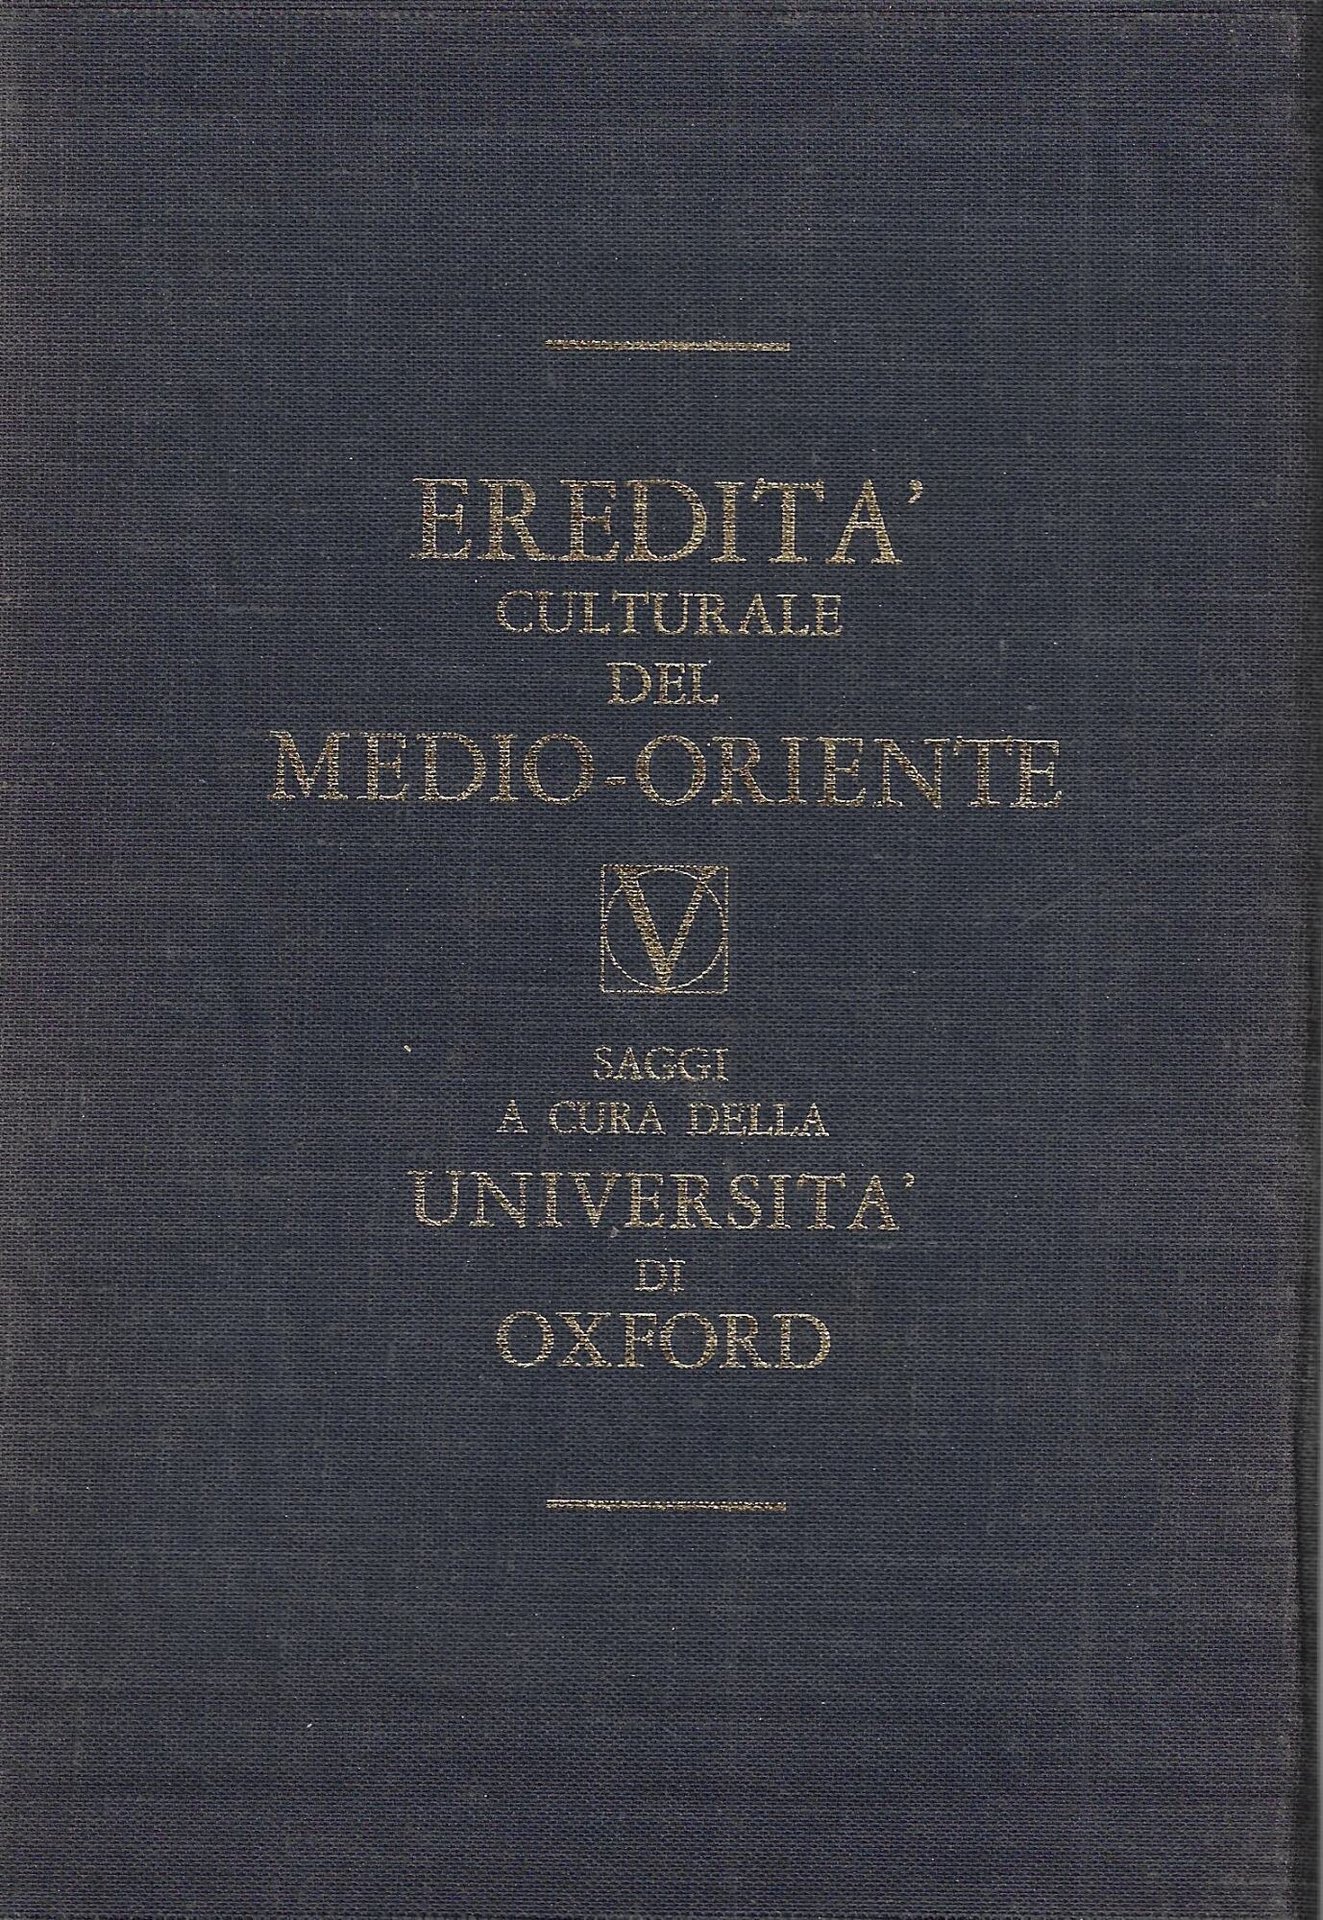 EREDITA'
CULTURALE
DEL
MEDIO-ORIENTE
V
SAGGI
A CURA DELLA
UNIVERSITA'
DI
OXFORD